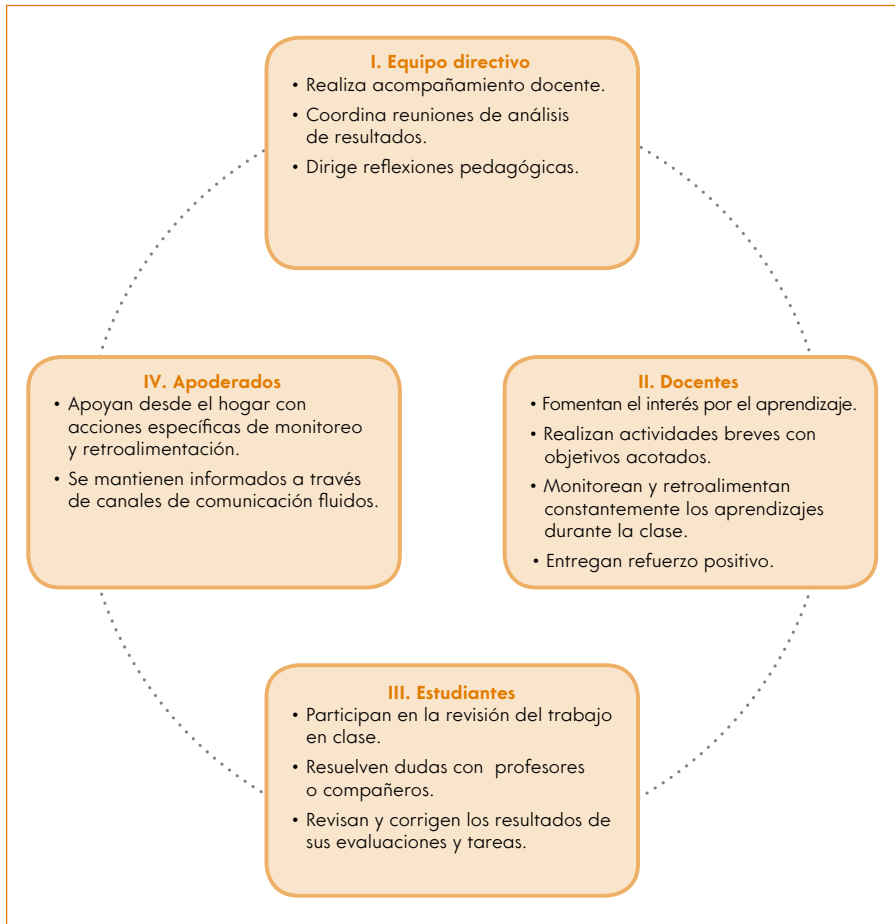 I. Equipo directivo
• Realiza acompañamiento docente.
• Coordina reuniones de análisis
de resultados.
• Dirige reflexiones pedagógicas.
II. Docentes
• Fomentan el interés por el aprendizaje.
• Realizan actividades breves con
objetivos acotados.
• Monitorean y retroalimentan
constantemente los aprendizajes
durante la clase.
• Entregan refuerzo positivo.
III. Estudiantes
• Participan en la revisión del trabajo
en clase.
• Resuelven dudas con profesores
o compañeros.
• Revisan y corrigen los resultados de
sus evaluaciones y tareas.
IV. Apoderados
• Apoyan desde el hogar con
acciones específicas de monitoreo
y retroalimentación.
• Se mantienen informados a través
de canales de comunicación fluidos.